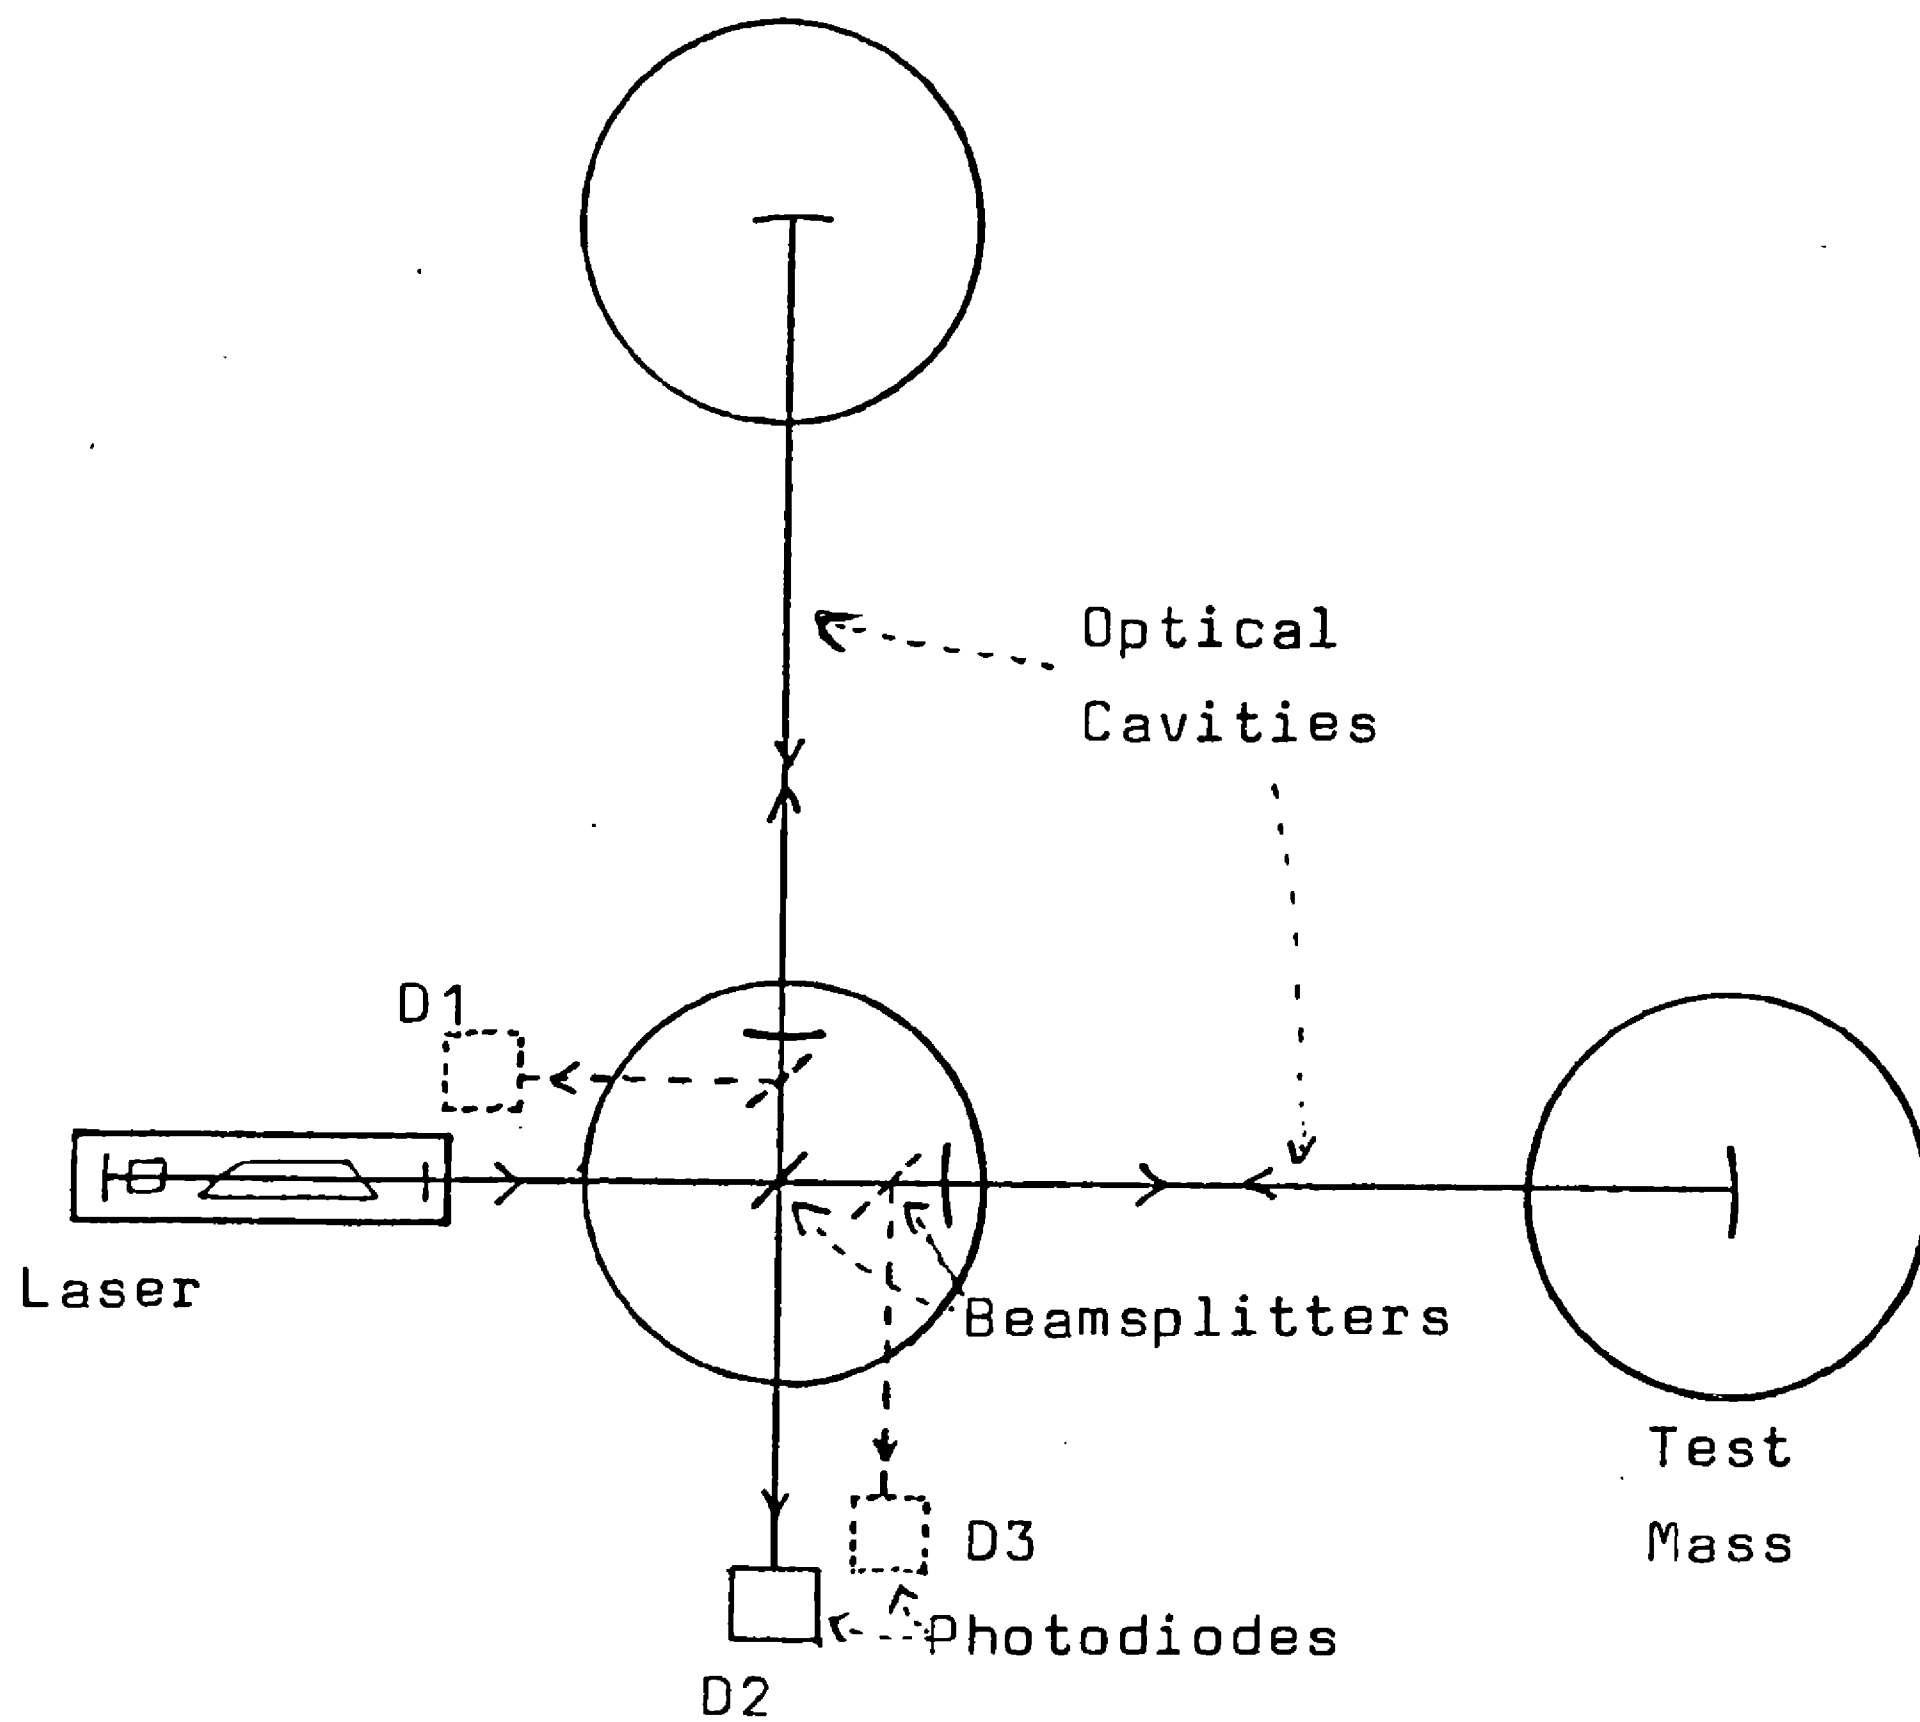 Optical
Cavities
D1
Laser
Beamsplitters
Test
Mass
D3
Photodiodes
D2